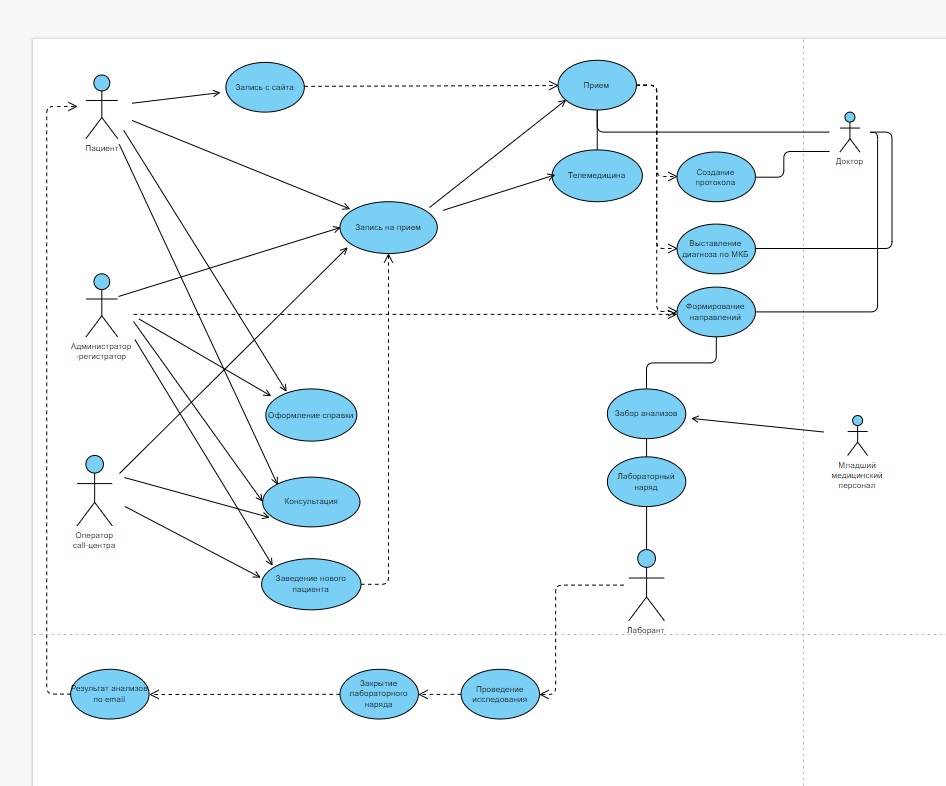 Запись с сайта
Прием
Пациент
Доктор
Создание
протокола
Телемедицина
Запись на прием
Выставление
диагноза по МКБ
Формирование
направлений
Администратор
-регистратор
Оформление справки
Забор анализов
Младший
медицинский
персонал
Лабораторный
наряд
Консультация
Оператор
call-центра
Заведение нового
пациента
Лаборант
Результат анализов
по email
Закрытие
лабораторного
наряда
Проведение
исследования